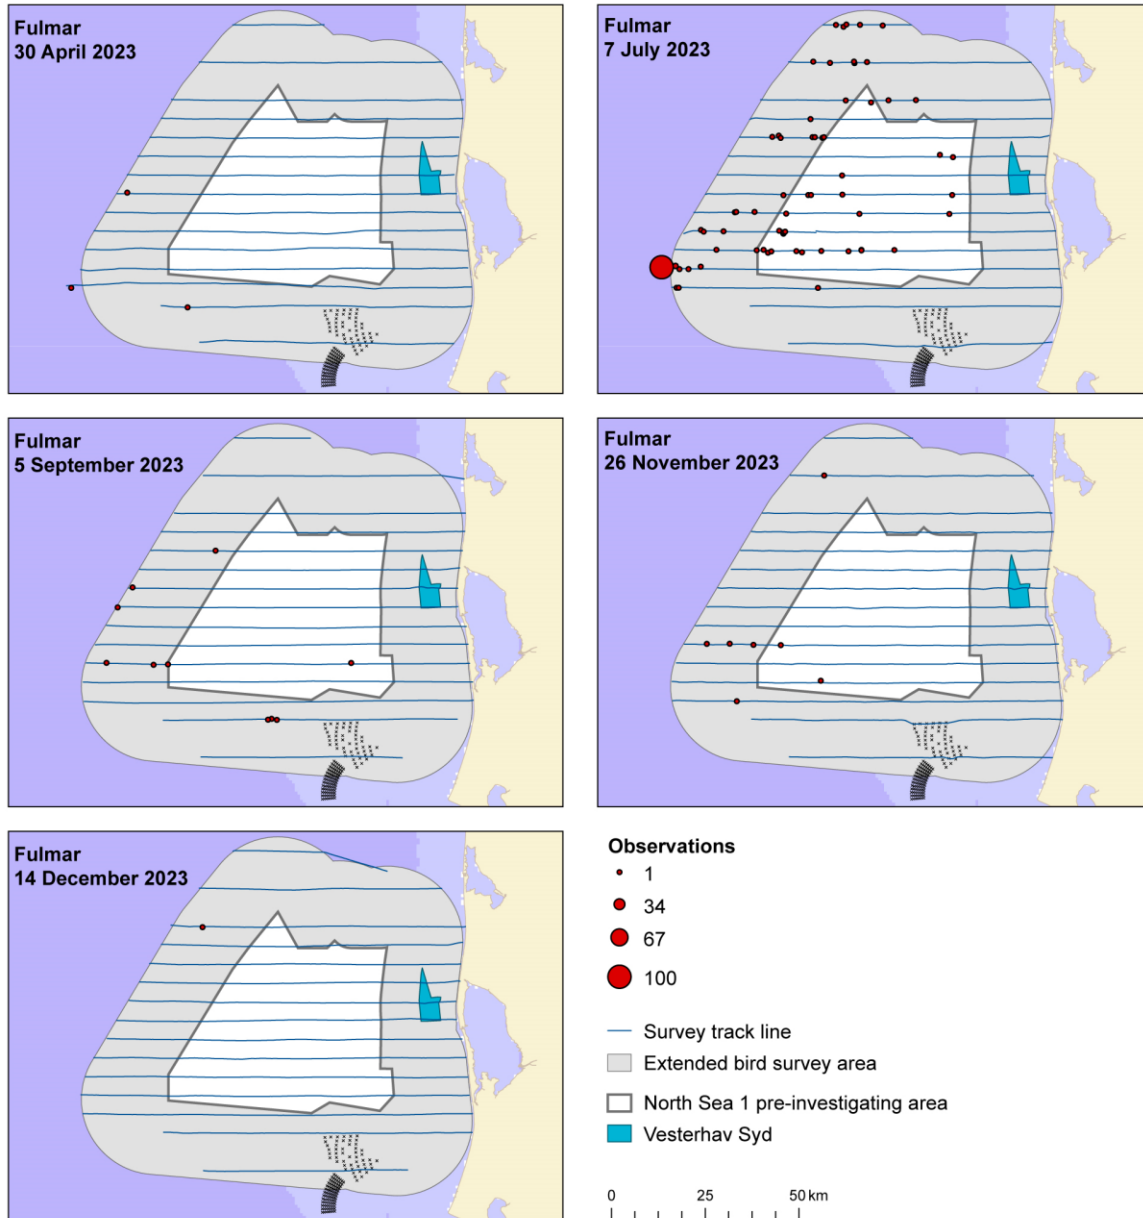 Fulmar
30 April 2023
Fulmar
7 July 2023
Fulmar
5 September 2023
Fulmar
26 November 2023
Fulmar
14 December 2023
Observations
1
34
67
100
Survey track line
Extended bird survey area
North Sea 1 pre-investigating area
Vesterhav Syd
0 25 50 km